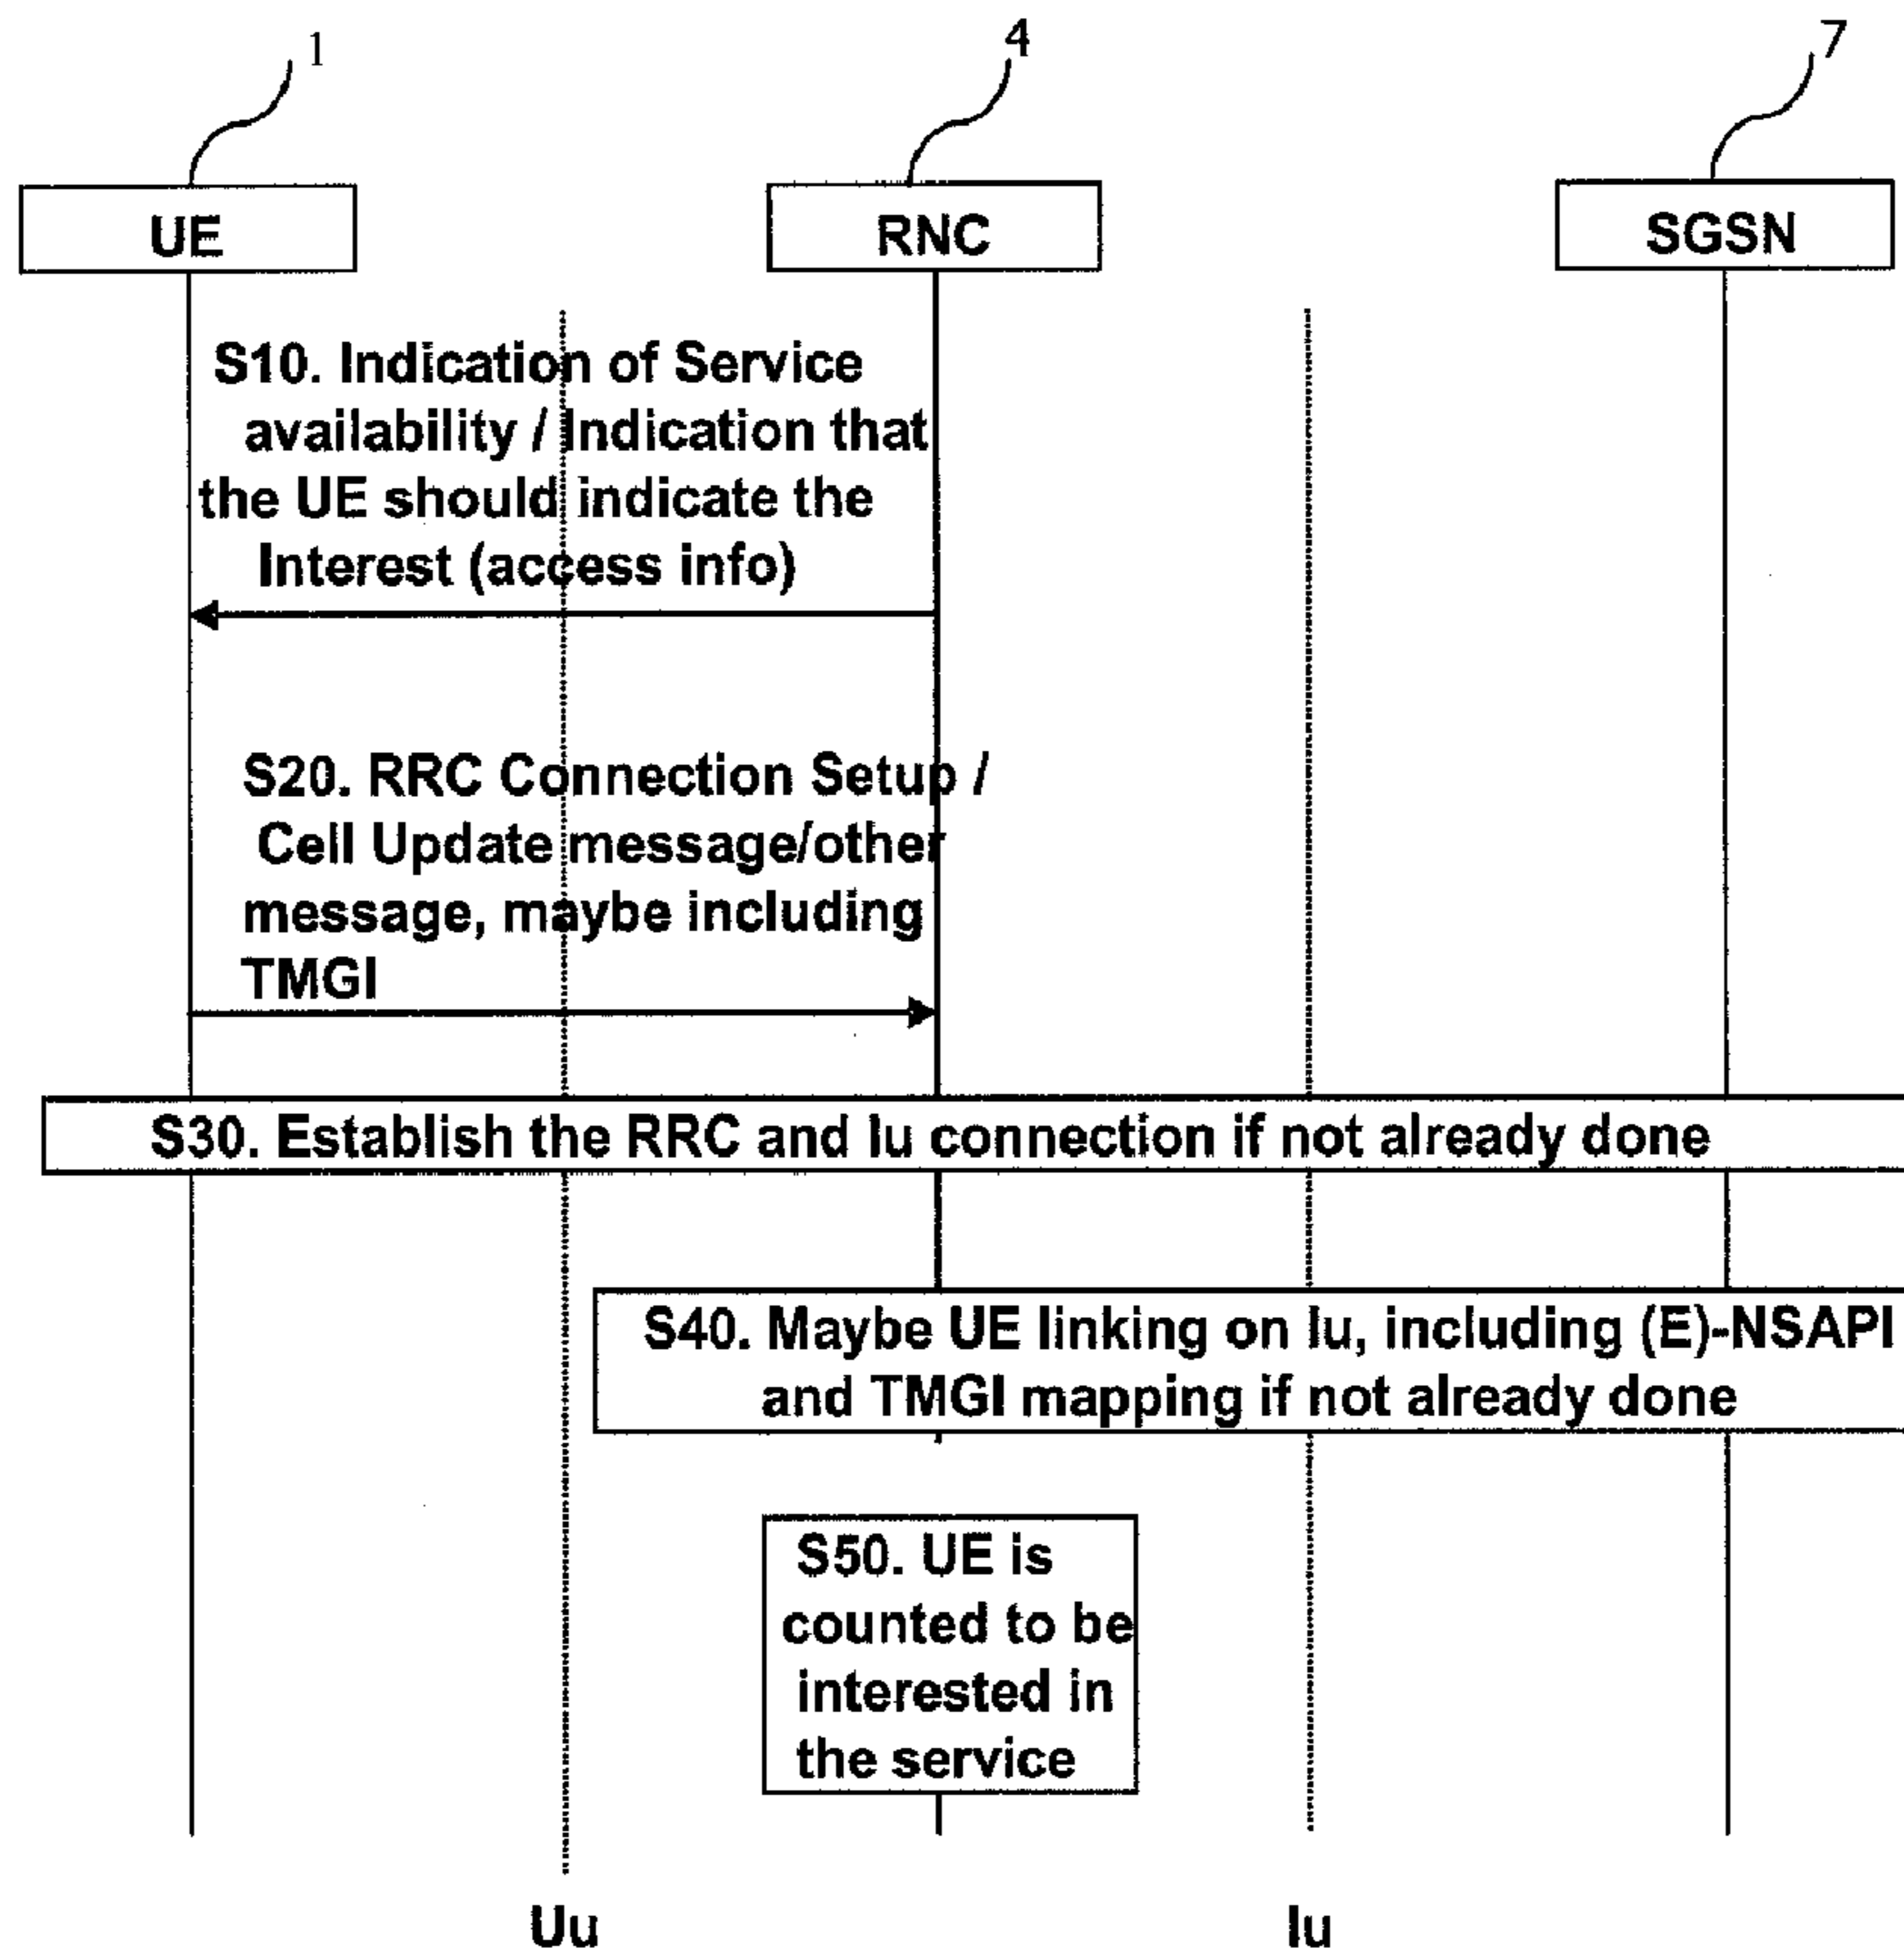 1
4
7
UE
RNC
SGSN
S10. Indication of Service
availability / Indication that
the UE should indicate the
Interest (access info)
S20. RRC Connection Setup /
Cell Update message/other
message, maybe including
TMGI
S30. Establish the RRC and Iu connection if not already done
S40. Maybe UE linking on Iu, including (E)-NSAPI
and TMGI mapping if not already done
S50. UE is
counted to be
interested in
the service
Uu
Iu